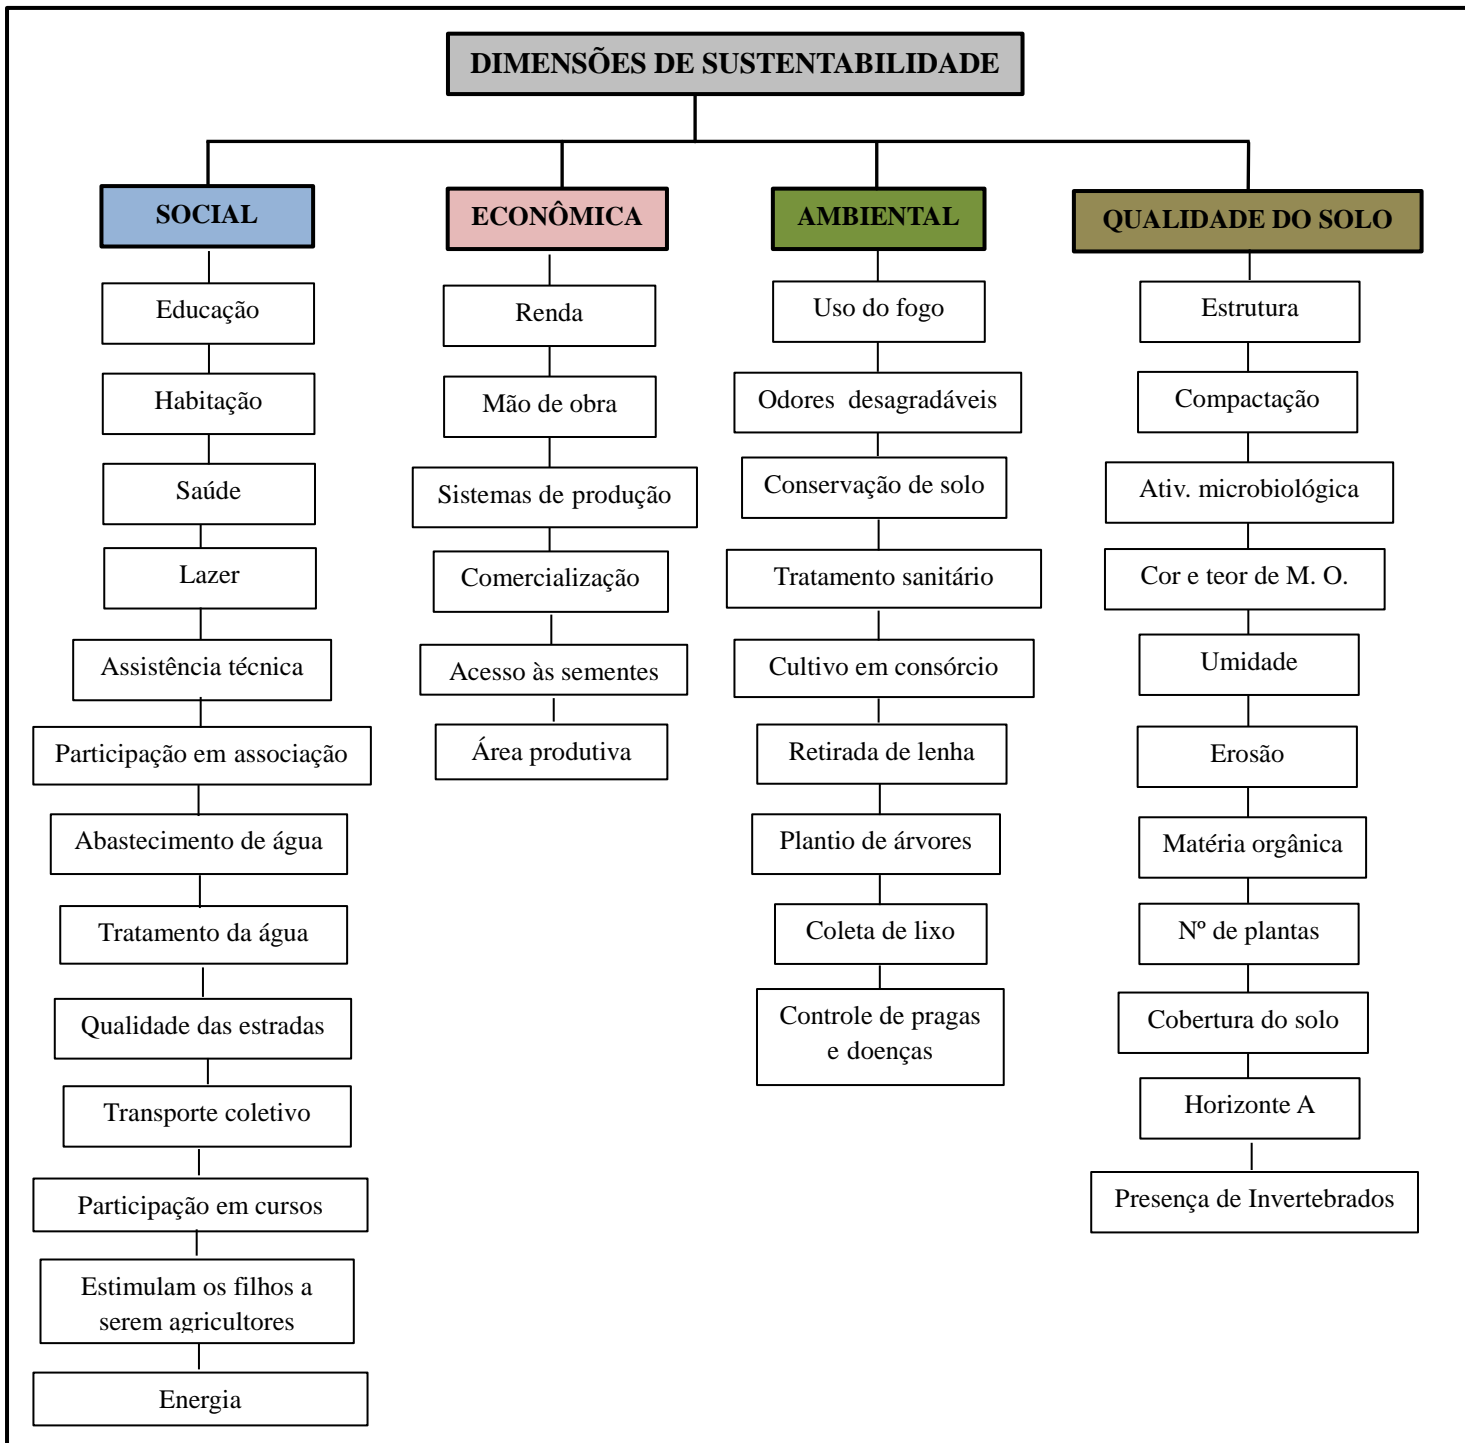 DIMENSÕES DE SUSTENTABILIDADE
SOCIAL
Educação
Habitação
Saúde
Lazer
Assistência técnica
Participação em associação
Abastecimento de água
Tratamento da água
Qualidade das estradas
Transporte coletivo
Participação em cursos
Estimulam os filhos a
serem agricultores
Energia
ECONÔMICA
Renda
Mão de obra
Sistemas de produção
Comercialização
Acesso às sementes
Área produtiva
AMBIENTAL
Uso do fogo
Odores desagradáveis
Conservação de solo
Tratamento sanitário
Cultivo em consórcio
Retirada de lenha
Plantio de árvores
Coleta de lixo
Controle de pragas
e doenças
QUALIDADE DO SOLO
Estrutura
Compactação
Ativ. microbiológica
Cor e teor de M. O.
Umidade
Erosão
Matéria orgânica
Nº de plantas
Cobertura do solo
Horizonte A
Presença de Invertebrados